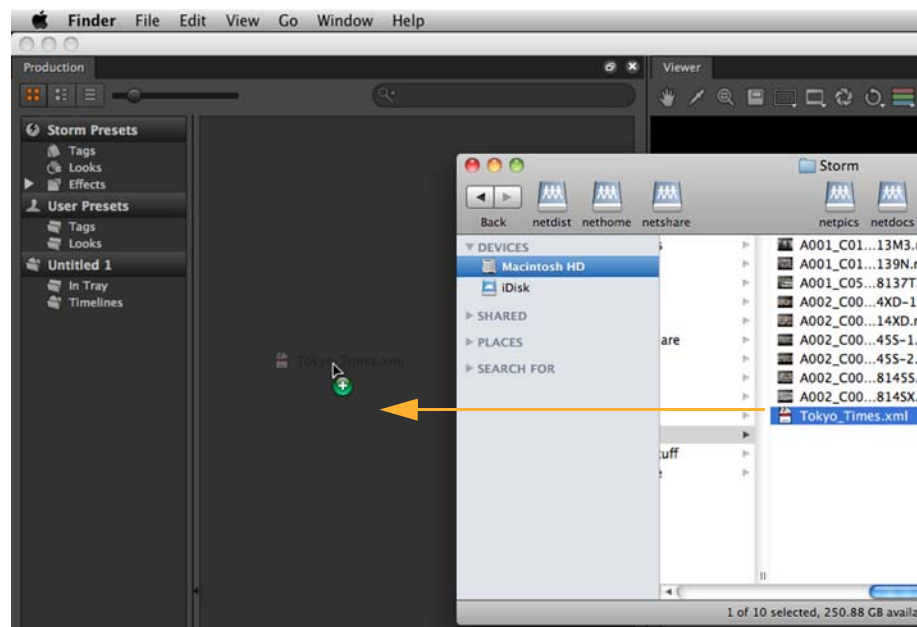 Finder File Edit View Go Window Help
Production
Viewer
Storm Presets
Tags
Looks
Effects
User Presets
Tags
Looks
Untitled 1
In Tray
Timelines
Tokyo_Times.xml
Storm
Back netdist nethome netshare netpics netdocs
DEVICES
Macintosh HD
iDisk
SHARED
PLACES
SEARCH FOR
are
uff
A001_C01...13M3.r
A001_C01...139N.r
A001_C05...8137T
A002_C00...4XD-1
A002_C00...14XD.r
A002_C00...45S-1.
A002_C00...45S-2.
A002_C00...8145S.
A002_C00...814SX.
Tokyo_Times.xml
1 of 10 selected, 250.88 GB availa